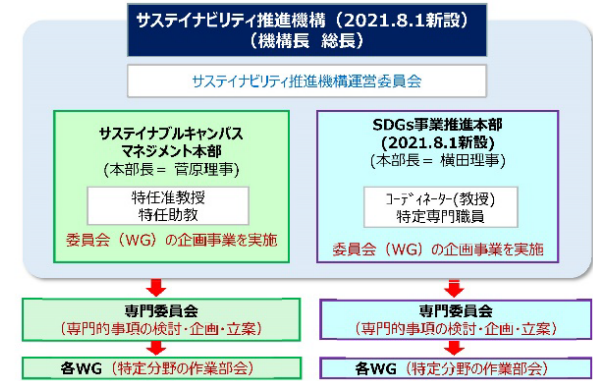 サステイナビリティ推進機構（2021.8.1新設）
（機構長 総長）
サステイナビリティ推進機構運営委員会
サステイナブルキャンパス
マネジメント本部
(本部長＝ 菅原理事)
特任准教授
特任助教
委員会（WG）の企画事業を実施
SDGs事業推進本部
(2021.8.1新設)
(本部長＝ 横田理事)
ｺｰﾃﾞｨﾈｰﾀｰ(教授)
特定専門職員
委員会（WG）の企画事業を実施
専門委員会
（専門的事項の検討･企画･立案）
各WG（特定分野の作業部会）
専門委員会
（専門的事項の検討･企画･立案）
各WG（特定分野の作業部会）